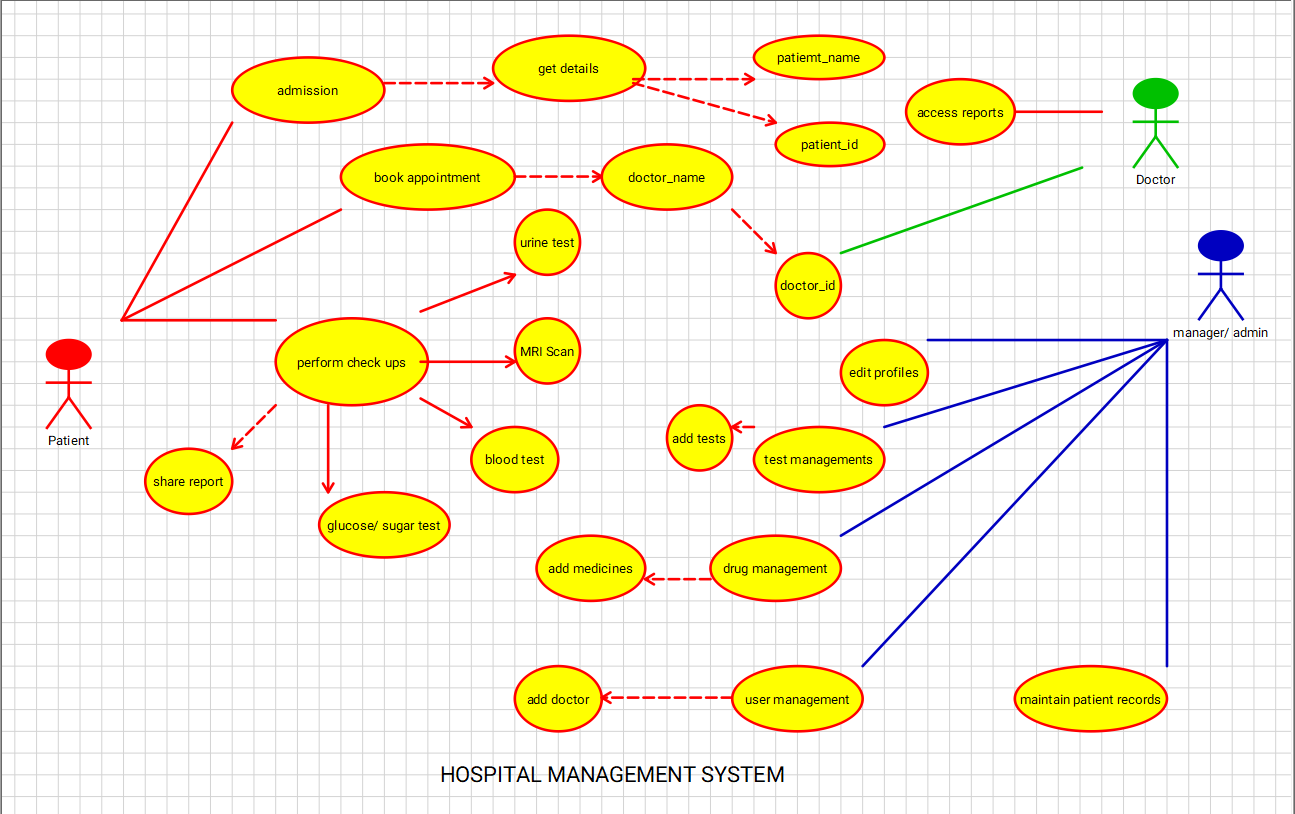 patiemt_name
get details
admission
access reports
patient_id
Doctor
book appointment
doctor_name
urine test
doctor_id
manager/ admin
MRI Scan
perform check ups
edit profiles
Patient
add tests
test managements
blood test
share report
glucose/ sugar test
add medicines
drug management
add doctor
user management
maintain patient records
HOSPITAL MANAGEMENT SYSTEM